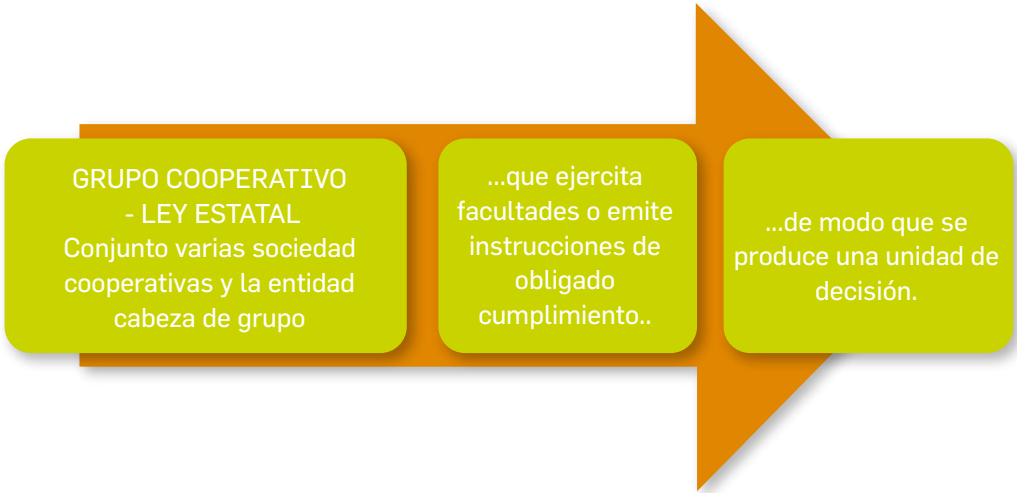 GRUPO COOPERATIVO
- LEY ESTATAL
Conjunto varias sociedad
cooperativas y la entidad
cabeza de grupo
...que ejercita
facultades o emite
instrucciones de
obligado
cumplimiento..
...de modo que se
produce una unidad de
decisión.